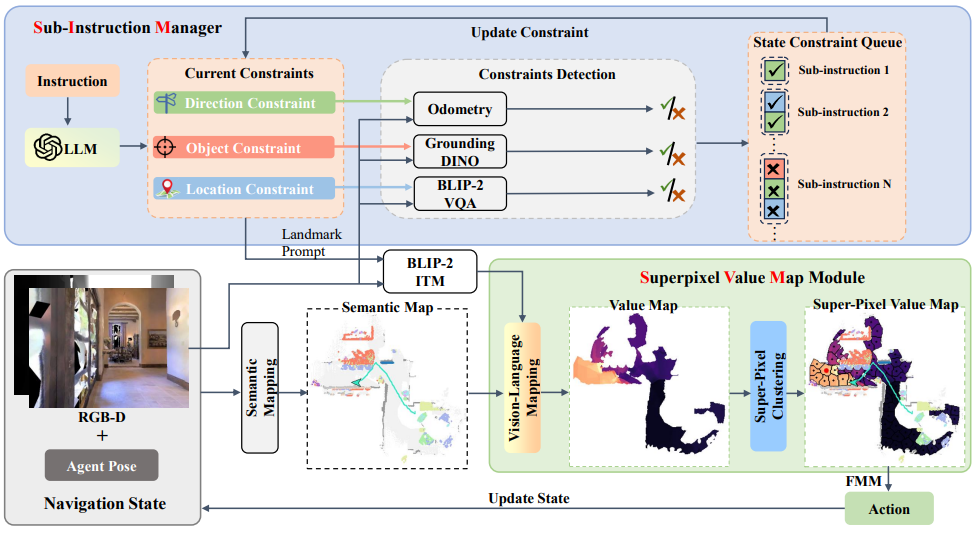 Sub-Instruction Manager
Update Constraint
State Constraint Queue
Instruction
Current Constraints
Constraints Detection
Sub-instruction 1
Direction Constraint
Odometry
Sub-instruction 2
LLM
Object Constraint
Grounding
DINO
Sub-instruction N
Location Constraint
BLIP-2
VQA
Landmark
Prompt
BLIP-2
ITM
Superpixel Value Map Module
Semantic Map
Value Map
Super-Pixel Value Map
Semantic
Mapping
Vision-Language
Mapping
Super-Pixel
Clustering
RGB-D
+
Agent Pose
Navigation State
Update State
FMM
Action